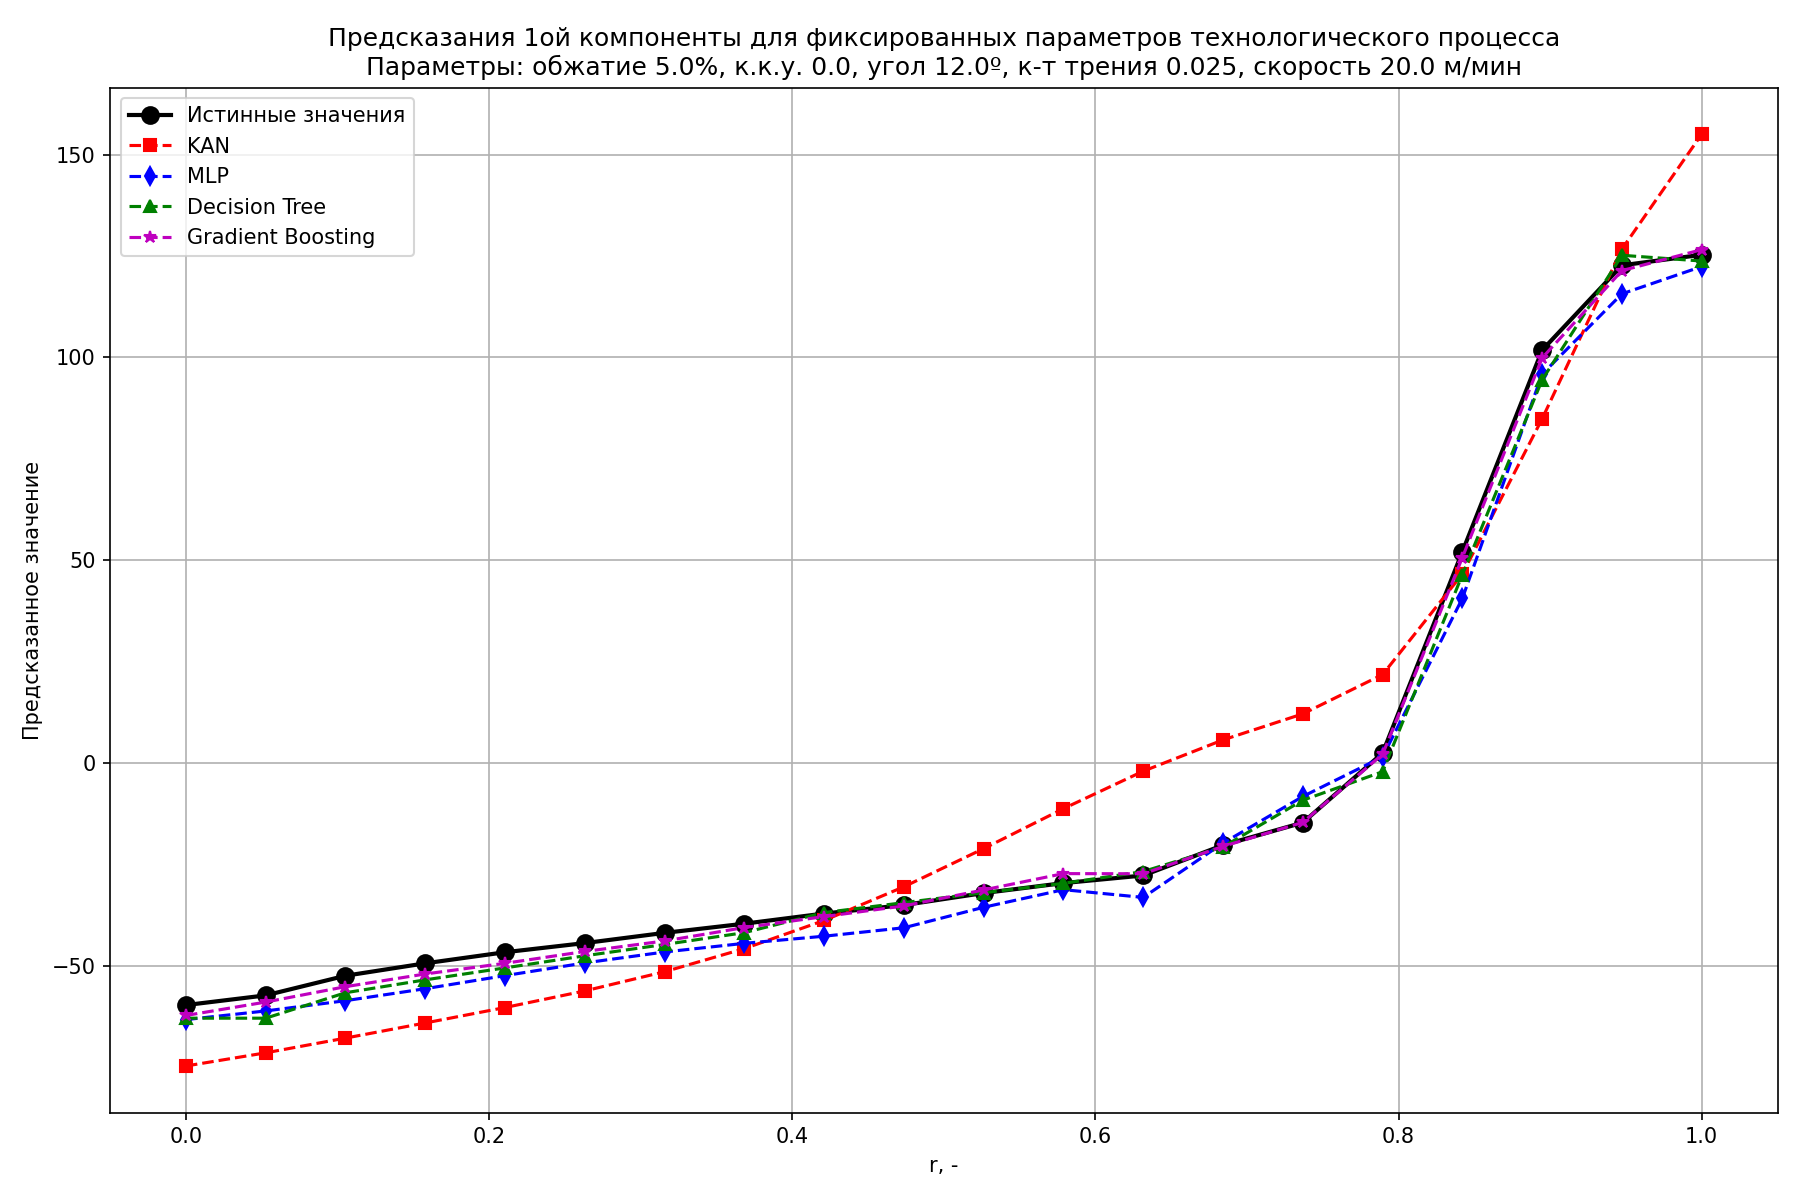 Предсказания 1ой компоненты для фиксированных параметров технологического процесса
Параметры: обжатие 5.0%, к.к.у. 0.0, угол 12.0º, к-т трения 0.025, скорость 20.0 м/мин
Истинные значения
KAN
MLP
Decision Tree
Gradient Boosting
Предсказанное значение
150
100
50
0
−50
0.0
0.2
0.4
0.6
0.8
1.0
r, -